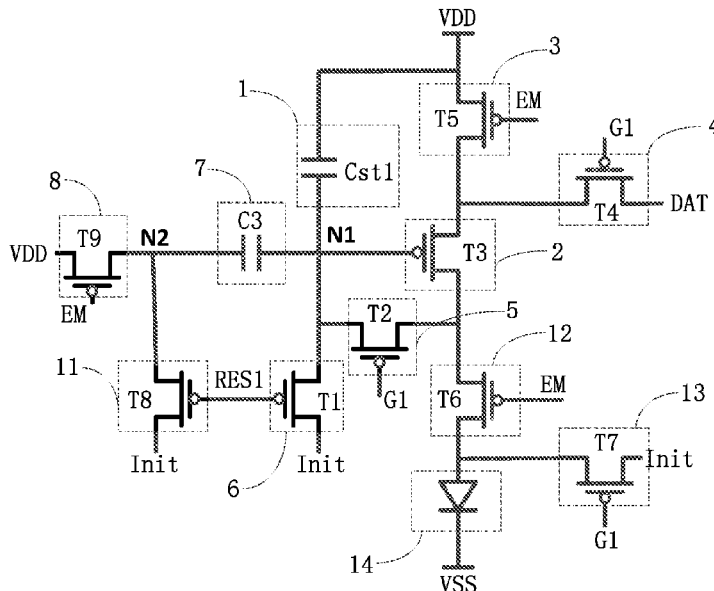 VDD
3
1
T5
EM
G1
4
Cst1
7
8
C3
T9
N2
N1
VDD
T4
DAT
T3
2
EM
T2
5
12
11
RES1
T8
T1
G1
T6
EM
13
Init
6
Init
T7
Init
14
G1
VSS